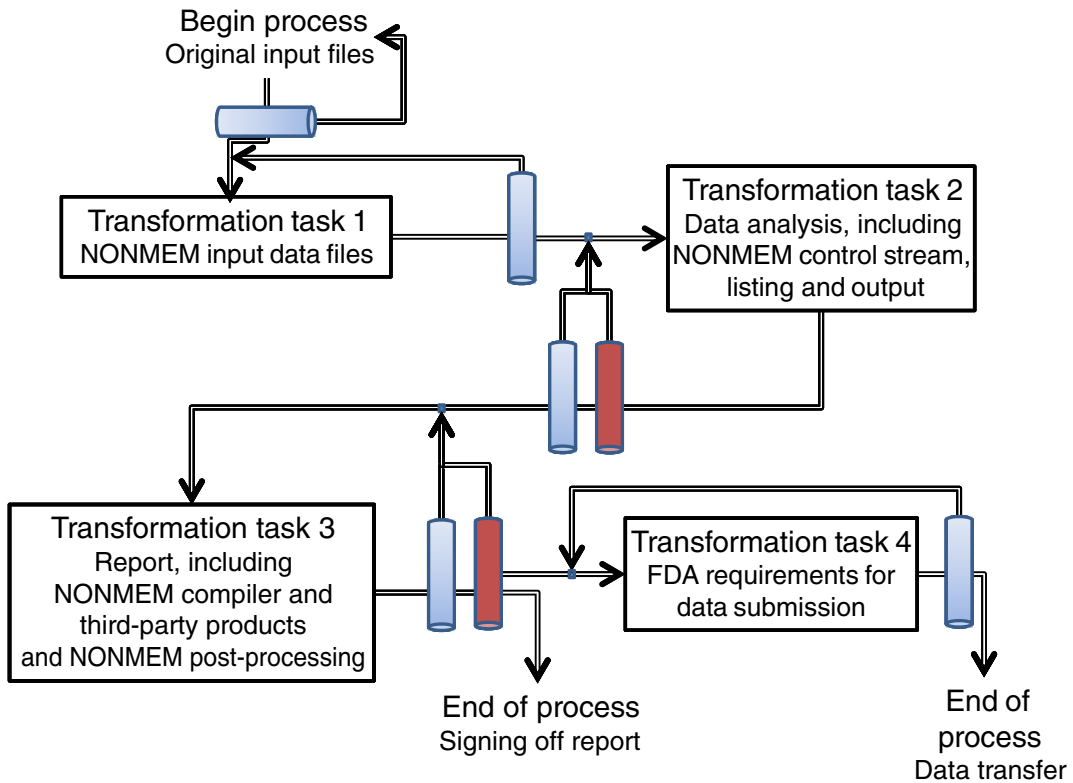 Begin process
Original input files
Transformation task 1
NONMEM input data files
Transformation task 2
Data analysis, including
NONMEM control stream,
listing and output
Transformation task 3
Report, including
NONMEM compiler and
third-party products
and NONMEM post-processing
Transformation task 4
FDA requirements for
data submission
End of process
Signing off report
End of
process
Data transfer